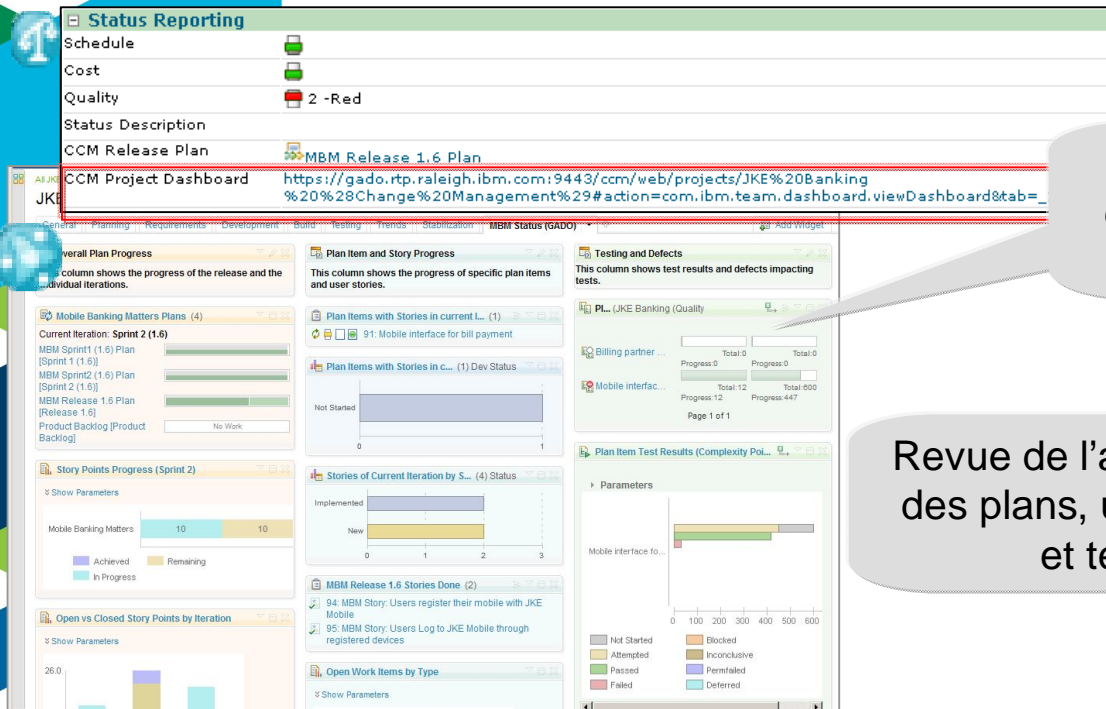 Status Reporting
Schedule
Cost
Quality
2 -Red
Status Description
CCM Release Plan
MBM Release 1.6 Plan
CCM Project Dashboard
https://gado.rtp.raleigh.ibm.com:9443/ccm/web/projects/JKE%20Banking
%20%28Change%20Management%29#action=com.ibm.team.dashboard.viewDashboard&tab=_
General Planning Requirements Development Build Testing Trends Stabilization MBM Status (GADO)
Add Widget
Overall Plan Progress
column shows the progress of the release and the
individual iterations.
Mobile Banking Matters Plans (4)
Current Iteration: Sprint 2 (1.6)
MBM Sprint1 (1.6) Plan
[Sprint 1 (1.6)]
MBM Sprint2 (1.6) Plan
[Sprint 2 (1.6)]
MBM Release 1.6 Plan
[Release 1.6]
Product Backlog [Product
Backlog]
No Work
Story Points Progress (Sprint 2)
Show Parameters
Mobile Banking Matters
10
10
Achieved
Remaining
In Progress
Open vs Closed Story Points by Iteration
Show Parameters
26.0
Plan Item and Story Progress
This column shows the progress of specific plan items
and user stories.
Plan Items with Stories in current I... (1)
91: Mobile interface for bill payment
Plan Items with Stories in c... (1) Dev Status
Not Started
0 1
Stories of Current Iteration by S... (4) Status
Implemented
New
0 1 2 3
MBM Release 1.6 Stories Done (2)
94: MBM Story: Users register their mobile with JKE
Mobile
95: MBM Story: Users Log to JKE Mobile through
registered devices
Open Work Items by Type
Show Parameters
Testing and Defects
This column shows test results and defects impacting
tests.
Pl... (JKE Banking (Quality
Billing partner ...
Total:0 Total:0
Progress:0 Progress:0
Mobile interfac...
Total:12 Total:600
Progress:12 Progress:447
Page 1 of 1
Plan Item Test Results (Complexity Poi...
Parameters
Mobile interface fo...
0 100 200 300 400 500 600
Not Started
Blocked
Attempted
Inconclusive
Passed
Permfailed
Failed
Deferred
Revue de l'a
des plans, u
et te